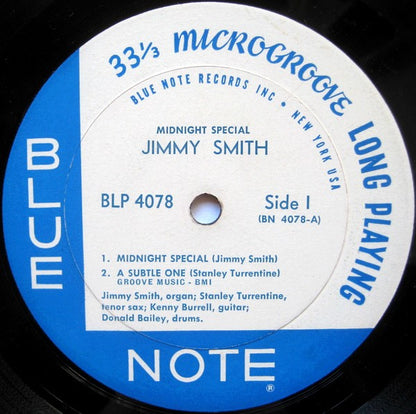 33⅓ MICROGROOVE LONG PLAYING
BLUE NOTE RECORDS INC • NEW YORK USA
MIDNIGHT SPECIAL
JIMMY SMITH
BLP 4078
Side I
(BN 4078-A)
1. MIDNIGHT SPECIAL (Jimmy Smith)
2. A SUBTLE ONE (Stanley Turrentine)
GROOVE MUSIC - BMI
Jimmy Smith, organ; Stanley Turrentine,
tenor sax; Kenny Burrell, guitar;
Donald Bailey, drums.
BLUE
NOTE
®